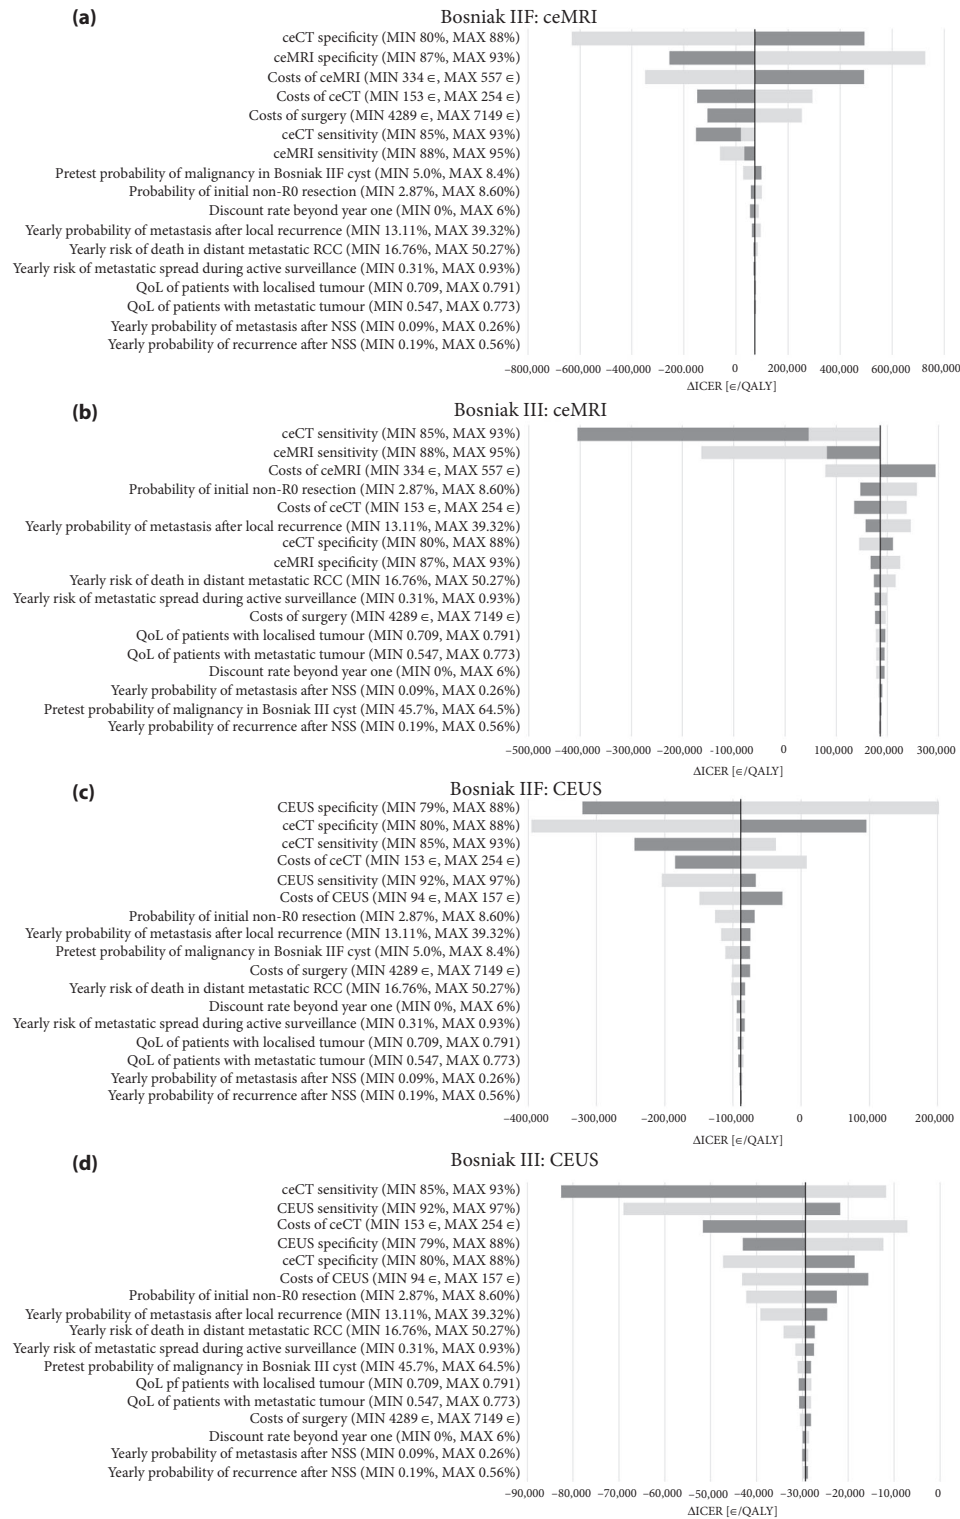 (a)
Bosniak IIF: ceMRI
ceCT specificity (MIN 80%, MAX 88%)
ceMRI specificity (MIN 87%, MAX 93%)
Costs of ceMRI (MIN 334 ∈, MAX 557 ∈)
Costs of ceCT (MIN 153 ∈, MAX 254 ∈)
Costs of surgery (MIN 4289 ∈, MAX 7149 ∈)
ceCT sensitivity (MIN 85%, MAX 93%)
ceMRI sensitivity (MIN 88%, MAX 95%)
Pretest probability of malignancy in Bosniak IIF cyst (MIN 5.0%, MAX 8.4%)
Probability of initial non-R0 resection (MIN 2.87%, MAX 8.60%)
Discount rate beyond year one (MIN 0%, MAX 6%)
Yearly probability of metastasis after local recurrence (MIN 13.11%, MAX 39.32%)
Yearly risk of death in distant metastatic RCC (MIN 16.76%, MAX 50.27%)
Yearly risk of metastatic spread during active surveillance (MIN 0.31%, MAX 0.93%)
QoL of patients with localised tumour (MIN 0.709, MAX 0.791)
QoL of patients with metastatic tumour (MIN 0.547, MAX 0.773)
Yearly probability of metastasis after NSS (MIN 0.09%, MAX 0.26%)
Yearly probability of recurrence after NSS (MIN 0.19%, MAX 0.56%)
−800,000 −600,000 −400,000 −200,000 0 200,000 400,000 600,000 800,000
ΔICER [∈/QALY]
(b)
Bosniak III: ceMRI
ceCT sensitivity (MIN 85%, MAX 93%)
ceMRI sensitivity (MIN 88%, MAX 95%)
Costs of ceMRI (MIN 334 ∈, MAX 557 ∈)
Probability of initial non-R0 resection (MIN 2.87%, MAX 8.60%)
Costs of ceCT (MIN 153 ∈, MAX 254 ∈)
Yearly probability of metastasis after local recurrence (MIN 13.11%, MAX 39.32%)
ceCT specificity (MIN 80%, MAX 88%)
ceMRI specificity (MIN 87%, MAX 93%)
Yearly risk of death in distant metastatic RCC (MIN 16.76%, MAX 50.27%)
Yearly risk of metastatic spread during active surveillance (MIN 0.31%, MAX 0.93%)
Costs of surgery (MIN 4289 ∈, MAX 7149 ∈)
QoL of patients with localised tumour (MIN 0.709, MAX 0.791)
QoL of patients with metastatic tumour (MIN 0.547, MAX 0.773)
Discount rate beyond year one (MIN 0%, MAX 6%)
Yearly probability of metastasis after NSS (MIN 0.09%, MAX 0.26%)
Pretest probability of malignancy in Bosniak III cyst (MIN 45.7%, MAX 64.5%)
Yearly probability of recurrence after NSS (MIN 0.19%, MAX 0.56%)
−500,000 −400,000 −300,000 −200,000 −100,000 0 100,000 200,000 300,000
ΔICER [∈/QALY]
(c)
Bosniak IIF: CEUS
CEUS specificity (MIN 79%, MAX 88%)
ceCT specificity (MIN 80%, MAX 88%)
ceCT sensitivity (MIN 85%, MAX 93%)
Costs of ceCT (MIN 153 ∈, MAX 254 ∈)
CEUS sensitivity (MIN 92%, MAX 97%)
Costs of CEUS (MIN 94 ∈, MAX 157 ∈)
Probability of initial non-R0 resection (MIN 2.87%, MAX 8.60%)
Yearly probability of metastasis after local recurrence (MIN 13.11%, MAX 39.32%)
Pretest probability of malignancy in Bosniak IIF cyst (MIN 5.0%, MAX 8.4%)
Costs of surgery (MIN 4289 ∈, MAX 7149 ∈)
Yearly risk of death in distant metastatic RCC (MIN 16.76%, MAX 50.27%)
Discount rate beyond year one (MIN 0%, MAX 6%)
Yearly risk of metastatic spread during active surveillance (MIN 0.31%, MAX 0.93%)
QoL of patients with localised tumour (MIN 0.709, MAX 0.791)
QoL of patients with metastatic tumour (MIN 0.547, MAX 0.773)
Yearly probability of metastasis after NSS (MIN 0.09%, MAX 0.26%)
Yearly probability of recurrence after NSS (MIN 0.19%, MAX 0.56%)
−400,000 −300,000 −200,000 −100,000 0 100,000 200,000
ΔICER [∈/QALY]
(d)
Bosniak III: CEUS
ceCT sensitivity (MIN 85%, MAX 93%)
CEUS sensitivity (MIN 92%, MAX 97%)
Costs of ceCT (MIN 153 ∈, MAX 254 ∈)
CEUS specificity (MIN 79%, MAX 88%)
ceCT specificity (MIN 80%, MAX 88%)
Costs of CEUS (MIN 94 ∈, MAX 157 ∈)
Probability of initial non-R0 resection (MIN 2.87%, MAX 8.60%)
Yearly probability of metastasis after local recurrence (MIN 13.11%, MAX 39.32%)
Yearly risk of death in distant metastatic RCC (MIN 16.76%, MAX 50.27%)
Yearly risk of metastatic spread during active surveillance (MIN 0.31%, MAX 0.93%)
Pretest probability of malignancy in Bosniak III cyst (MIN 45.7%, MAX 64.5%)
QoL pf patients with localised tumour (MIN 0.709, MAX 0.791)
QoL of patients with metastatic tumour (MIN 0.547, MAX 0.773)
Costs of surgery (MIN 4289 ∈, MAX 7149 ∈)
Discount rate beyond year one (MIN 0%, MAX 6%)
Yearly probability of metastasis after NSS (MIN 0.09%, MAX 0.26%)
Yearly probability of recurrence after NSS (MIN 0.19%, MAX 0.56%)
−90,000 −80,000 −70,000 −60,000 −50,000 −40,000 −30,000 −20,000 −10,000 0
ΔICER [∈/QALY]